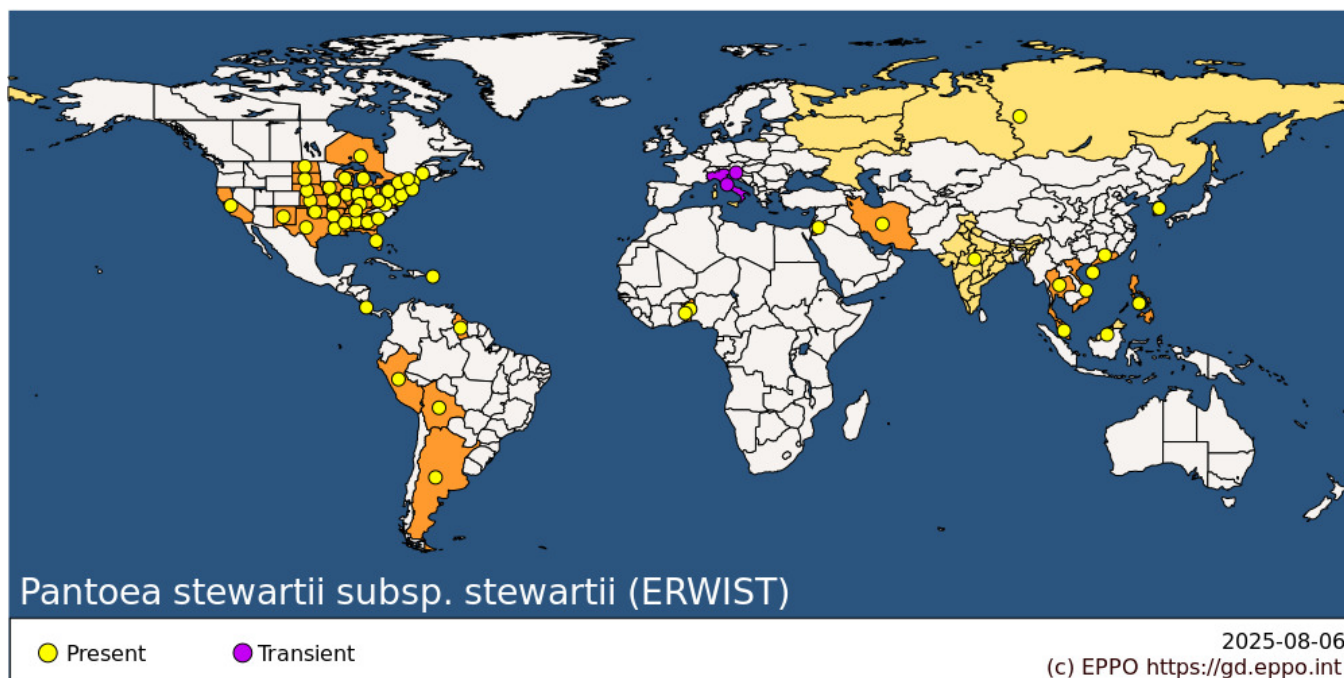 Pantoea stewartii subsp. stewartii (ERWIST)
Present
Transient
2025-08-06
(c) EPPO https://gd.eppo.int